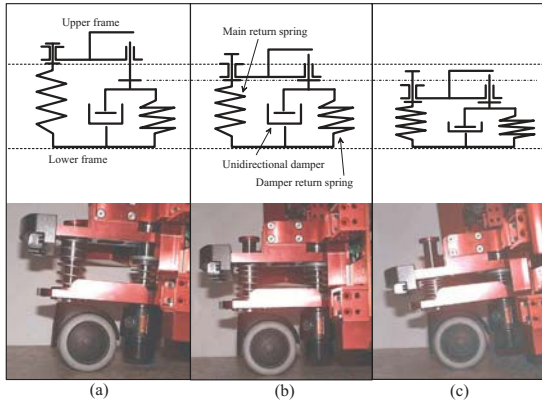 Upper frame
Main return spring
Lower frame
Unidirectional damper
Damper return spring
(a)
(b)
(c)